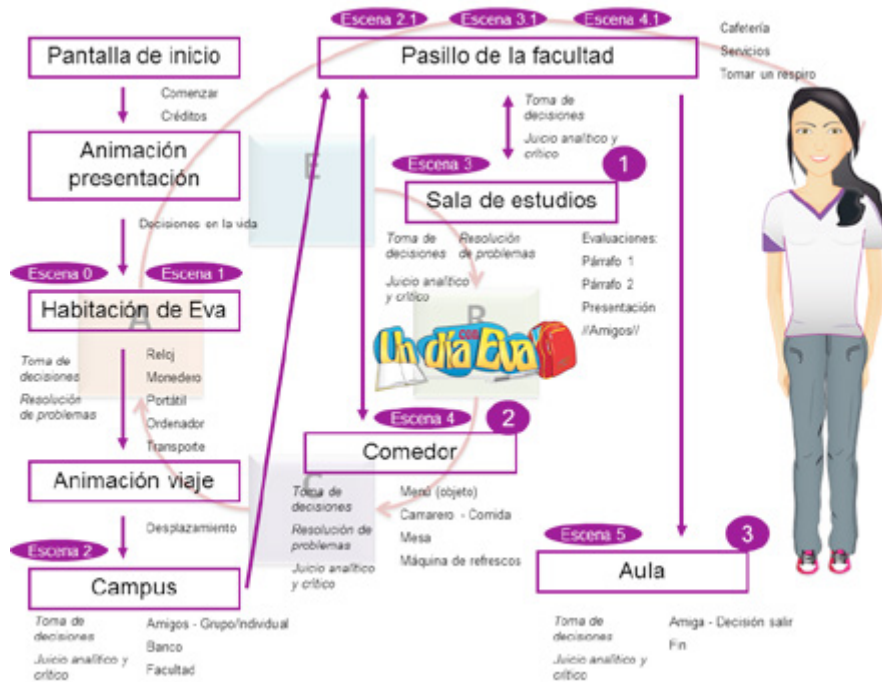 Pantalla de inicio
Comenzar
Créditos
Animación
presentación
Decisiones en la vida
Escena 0
Escena 1
Habitación de Eva
A
Toma de
decisiones
Resolución
de problemas
Reloj
Monedero
Portátil
Ordenador
Transporte
Animación viaje
Desplazamiento
Escena 2
Campus
Toma de
decisiones
Juicio analítico y
crítico
Amigos - Grupo/Individual
Banco
Facultad
Escena 2.1
Escena 3.1
Escena 4.1
Pasillo de la facultad
Cafetería
Servicios
Tomar un respiro
Toma de
decisiones
Juicio analítico y
crítico
E
Escena 3
1
Sala de estudios
Toma de
decisiones
Juicio analítico
y crítico
Resolución
de problemas
Evaluaciones:
Párrafo 1
Párrafo 2
Presentación
//Amigos//
B
Un día con Eva
Escena 4
2
Comedor
C
Toma de
decisiones
Resolución de
problemas
Juicio analítico
y crítico
Menú (objeto)
Camarero - Comida
Mesa
Máquina de refrescos
Escena 5
3
Aula
Toma de
decisiones
Juicio analítico y
crítico
Amiga - Decisión salir
Fin